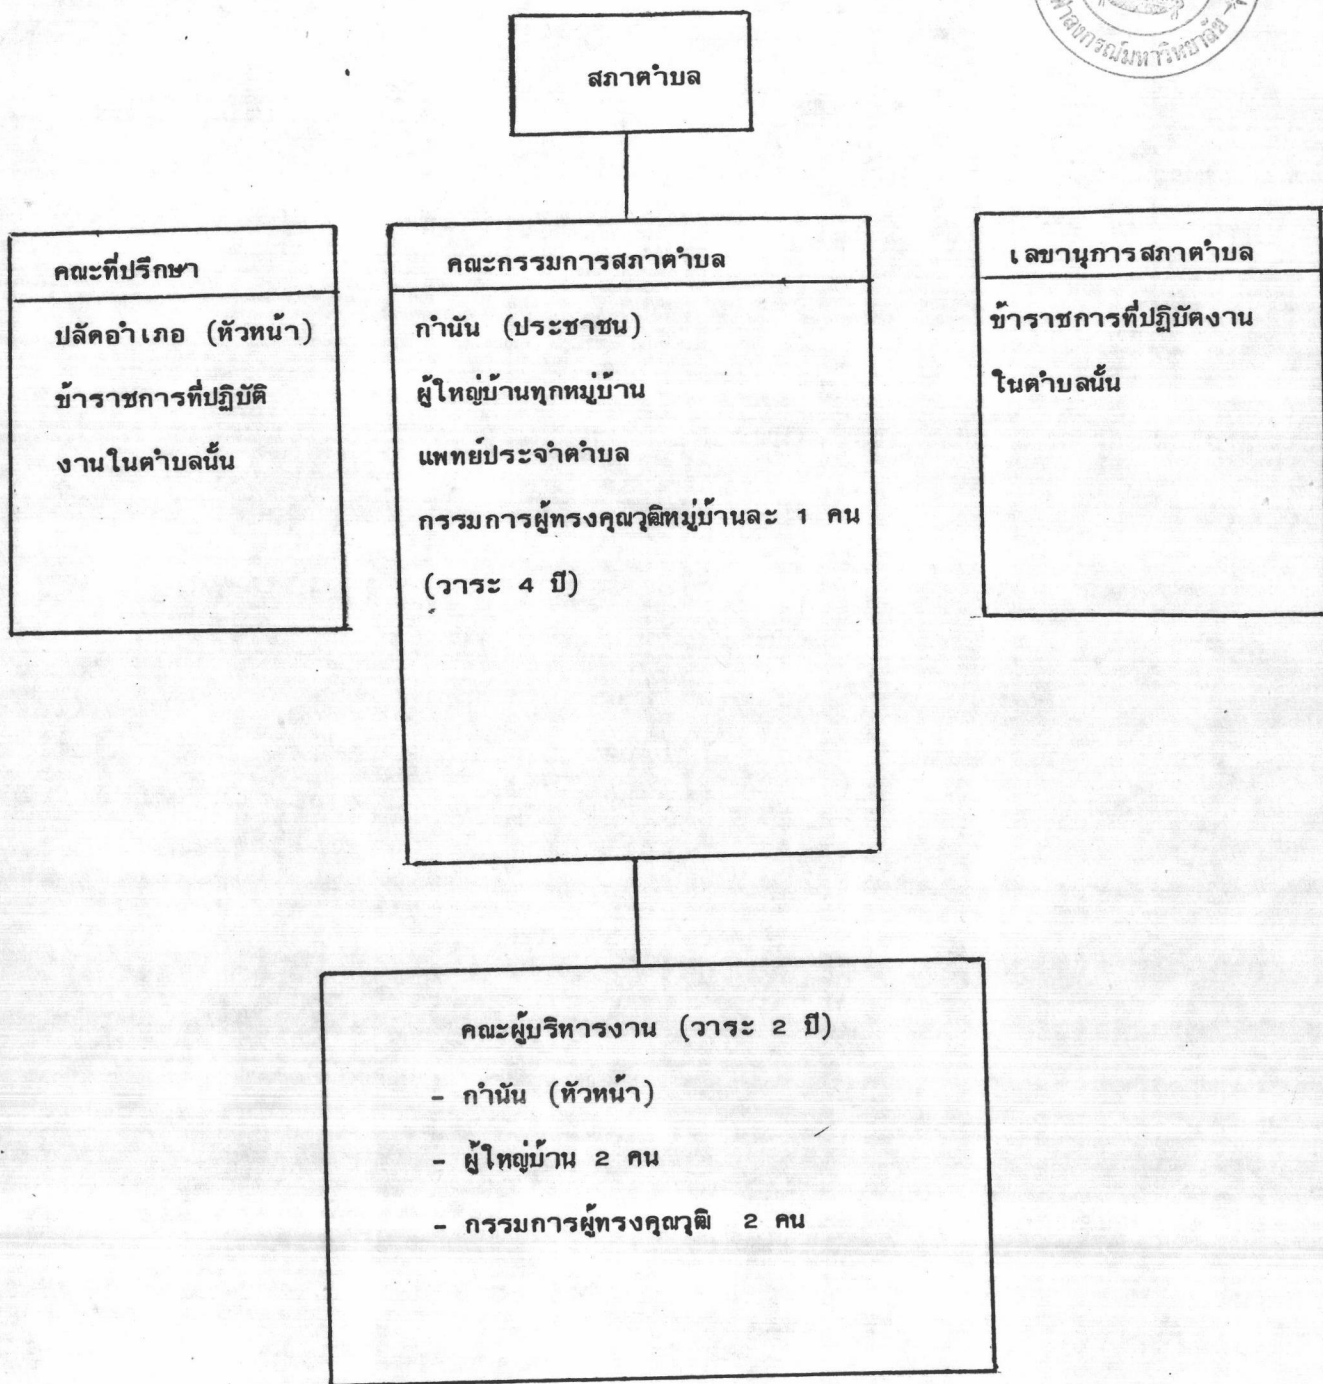 สภาตำบล
คณะที่ปรึกษา
ปลัดอำเภอ (หัวหน้า)
ข้าราชการที่ปฏิบัติ
งานในตำบลนั้น
คณะกรรมการสภาตำบล
กำนัน (ประชาชน)
ผู้ใหญ่บ้านทุกหมู่บ้าน
แพทย์ประจำตำบล
กรรมการผู้ทรงคุณวุฒิหมู่บ้านละ 1 คน
(วาระ 4 ปี)
เลขานุการสภาตำบล
ข้าราชการที่ปฏิบัตงาน
ในตำบลนั้น
คณะผู้บริหารงาน (วาระ 2 ปี)
- กำนัน (หัวหน้า)
- ผู้ใหญ่บ้าน 2 คน
- กรรมการผู้ทรงคุณวุฒิ 2 คน